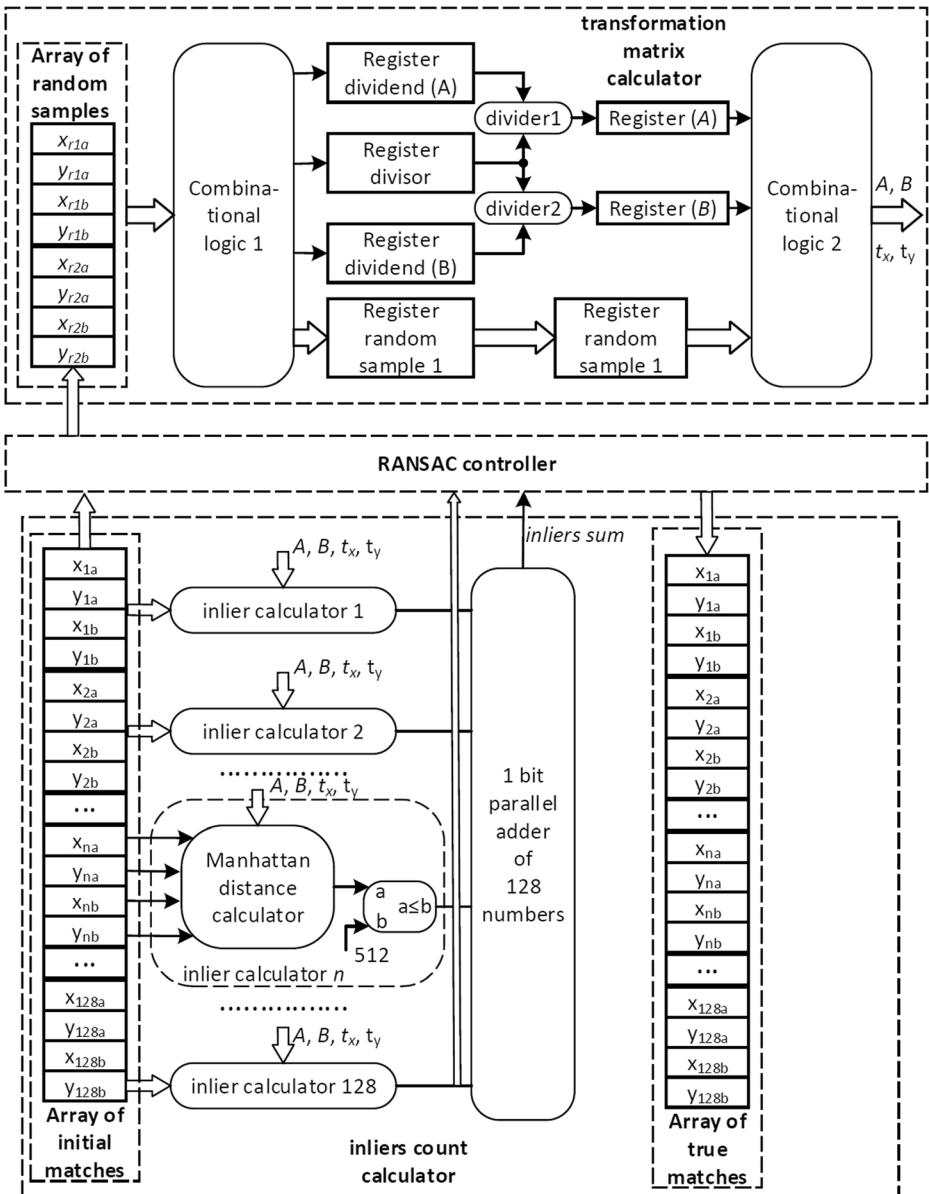 transformation
matrix
calculator
Array of
random
samples
x_r1a
y_r1a
x_r1b
y_r1b
x_r2a
y_r2a
x_r2b
y_r2b
Combina-
tional
logic 1
Register
dividend (A)
Register
divisor
Register
dividend (B)
Register
random
sample 1
divider1
divider2
Register (A)
Register (B)
Register
random
sample 1
Combina-
tional
logic 2
A, B
t_x, t_y
RANSAC controller
x_1a
y_1a
x_1b
y_1b
x_2a
y_2a
x_2b
y_2b
...
x_na
y_na
x_nb
y_nb
...
x_128a
y_128a
x_128b
y_128b
Array of
initial
matches
A, B, t_x, t_y
inlier calculator 1
A, B, t_x, t_y
inlier calculator 2
................
A, B, t_x, t_y
Manhattan
distance
calculator
a
b
a≤b
512
inlier calculator n
................
A, B, t_x, t_y
inlier calculator 128
inliers sum
1 bit
parallel
adder
of
128
numbers
inliers count
calculator
x_1a
y_1a
x_1b
y_1b
x_2a
y_2a
x_2b
y_2b
...
x_na
y_na
x_nb
y_nb
...
x_128a
y_128a
x_128b
y_128b
Array of
true
matches